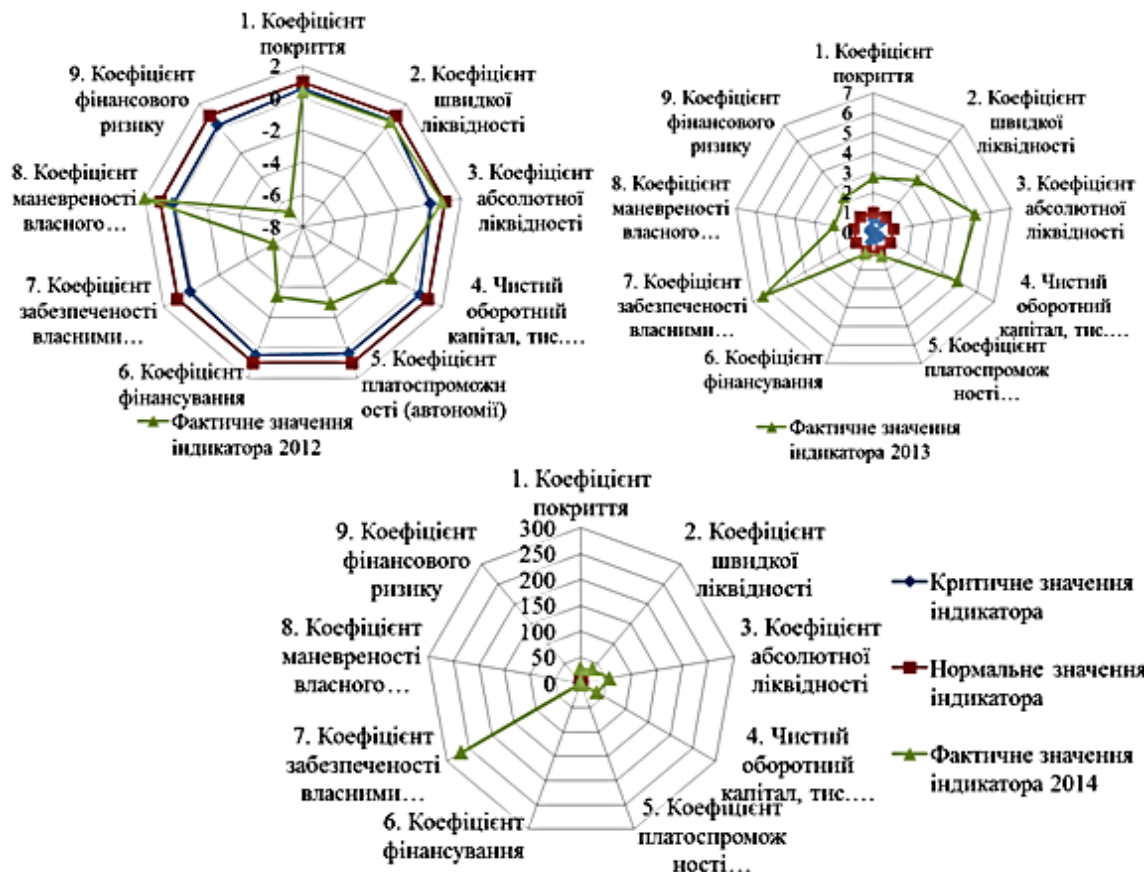 1. Коефіцієнт
покриття
2
0
-2
-4
-6
-8
2. Коефіцієнт
швидкої
ліквідності
3. Коефіцієнт
абсолютної
ліквідності
4. Чистий
оборотний
капітал, тис.…
5. Коефіцієнт
платоспроможн
ості (автономії)
6. Коефіцієнт
фінансування
7. Коефіцієнт
забезпеченості
власними…
8. Коефіцієнт
маневреності
власного…
9. Коефіцієнт
фінансового
ризику
Фактичне значення
індикатора 2012
1. Коефіцієнт
покриття
7
6
5
4
3
2
1
0
2. Коефіцієнт
швидкої
ліквідності
3. Коефіцієнт
абсолютної
ліквідності
4. Чистий
оборотний
капітал, тис.…
5. Коефіцієнт
платоспромож
ності…
6. Коефіцієнт
фінансування
7. Коефіцієнт
забезпеченості
власними…
8. Коефіцієнт
маневреності
власного…
9. Коефіцієнт
фінансового
ризику
Фактичне значення
індикатора 2013
1. Коефіцієнт
покриття
300
250
200
150
100
50
0
2. Коефіцієнт
швидкої
ліквідності
3. Коефіцієнт
абсолютної
ліквідності
4. Чистий
оборотний
капітал, тис.…
5. Коефіцієнт
платоспромож
ності…
6. Коефіцієнт
фінансування
7. Коефіцієнт
забезпеченості
власними…
8. Коефіцієнт
маневреності
власного…
9. Коефіцієнт
фінансового
ризику
Критичне значення
індикатора
Нормальне значення
індикатора
Фактичне значення
індикатора 2014